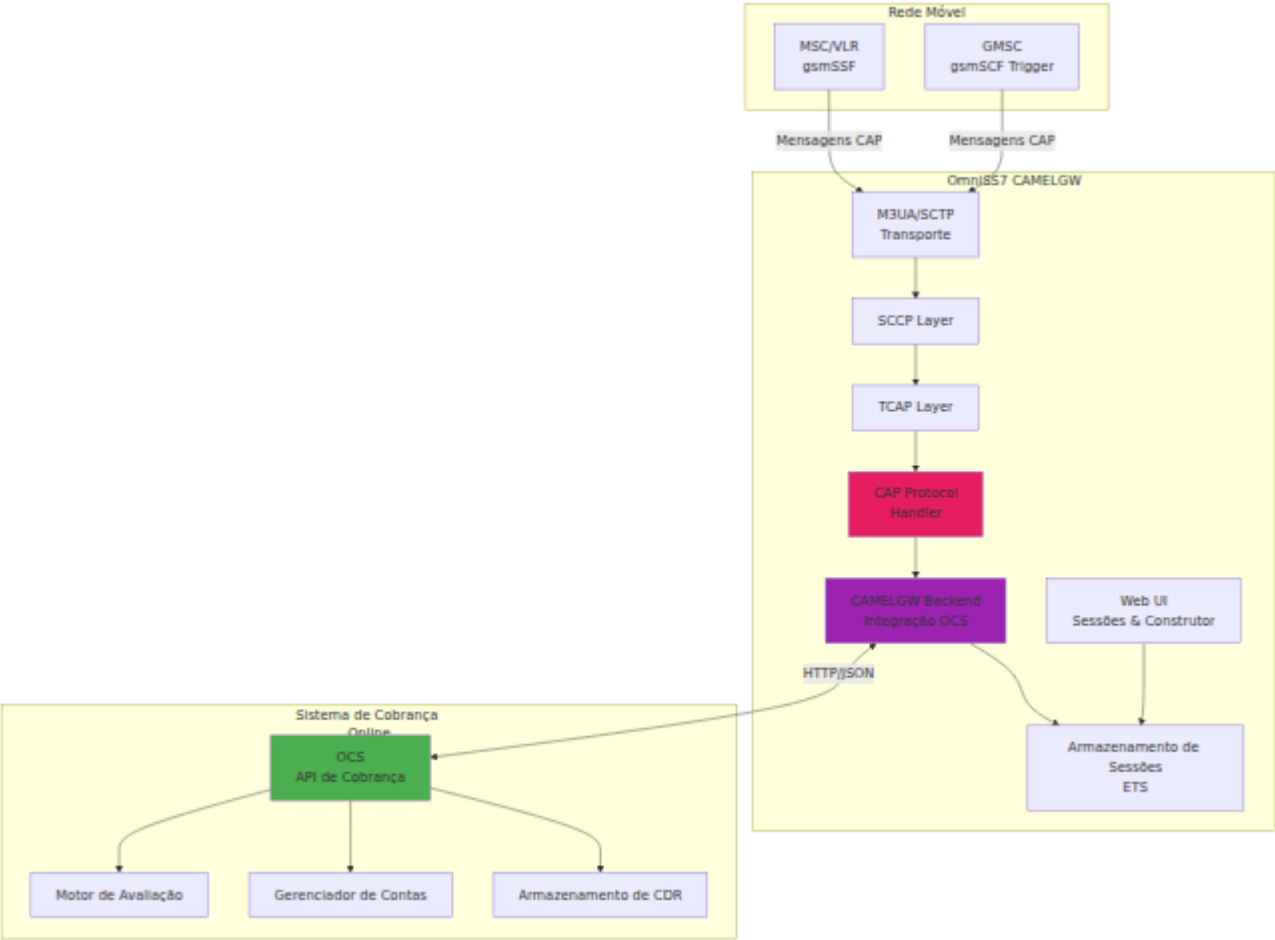 Rede Móvel
MSC/VLR
gsmSSF
GMSC
gsmSCF Trigger
Mensagens CAP
Mensagens CAP
OmniSS7 CAMELGW
M3UA/SCTP
Transporte
SCCP Layer
TCAP Layer
CAP Protocol
Handler
CAMELGW Backend
Integração OCS
Web UI
Sessões & Construtor
HTTP/JSON
Armazenamento de
Sessões
ETS
Sistema de Cobrança
Online
OCS
API de Cobrança
Motor de Avaliação
Gerenciador de Contas
Armazenamento de CDR